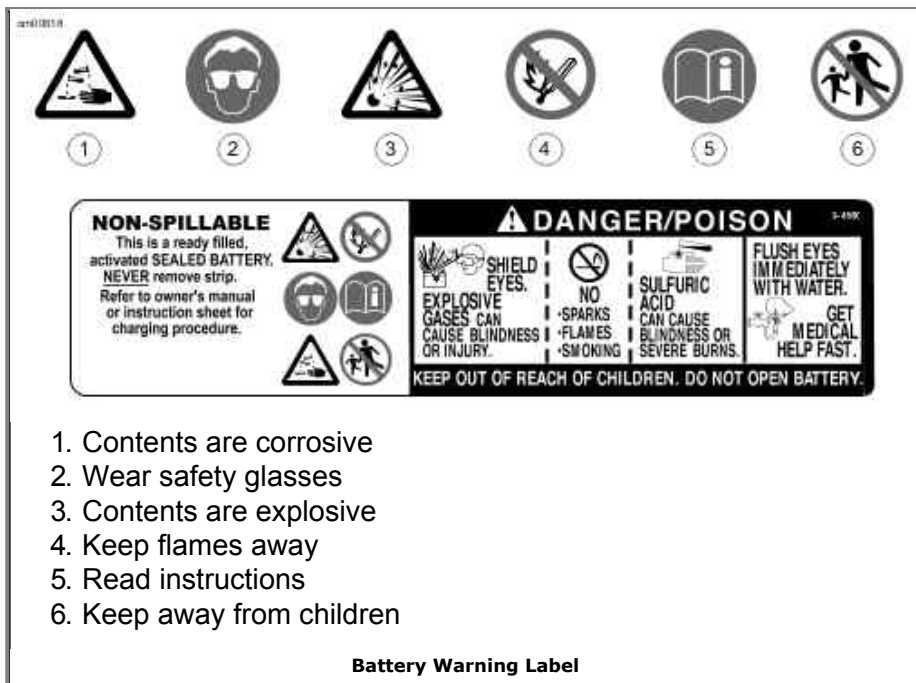 1
2
3
4
5
6
NON-SPILLABLE
This is a ready filled,
activated SEALED BATTERY.
NEVER remove strip.
Refer to owner's manual
or instruction sheet for
charging procedure.
DANGER/POISON
SHIELD
EYES.
EXPLOSIVE
GASES CAN
CAUSE BLINDNESS
OR INJURY.
NO
•SPARKS
•FLAMES
•SMOKING
SULFURIC
ACID
CAN CAUSE
BLINDNESS OR
SEVERE BURNS.
FLUSH EYES
IMMEDIATELY
WITH WATER.
GET
MEDICAL
HELP FAST.
KEEP OUT OF REACH OF CHILDREN. DO NOT OPEN BATTERY.
1. Contents are corrosive
2. Wear safety glasses
3. Contents are explosive
4. Keep flames away
5. Read instructions
6. Keep away from children
Battery Warning Label